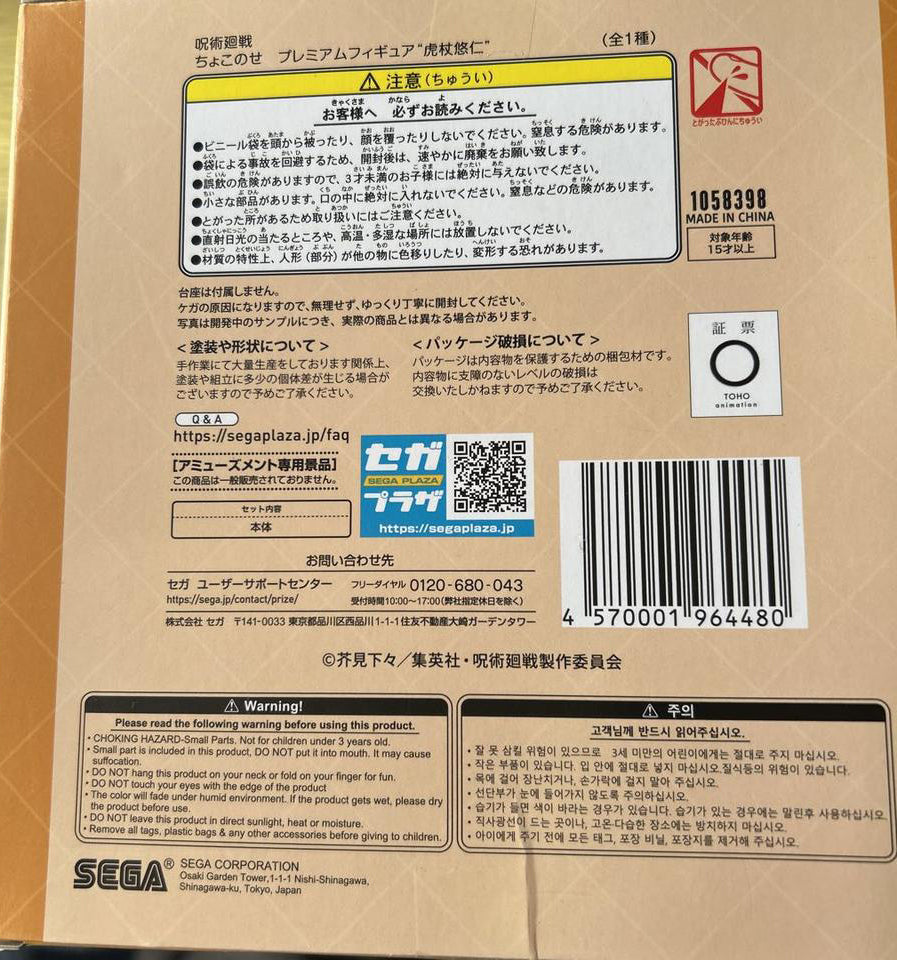 呪術廻戦
ちょこのせ プレミアムフィギュア“虎杖悠仁”
(全1種)
⚠注意(ちゅうい)
お客様へ 必ずお読みください。
●ビニール袋を頭から被ったり、顔を覆ったりしないでください。窒息する危険があります。
●袋による事故を回避するため、開封後は、速やかに廃棄をお願い致します。
●誤飲の危険がありますので、3才未満のお子様には絶対に与えないでください。
●小さな部品があります。口の中に絶対に入れないでください。窒息などの危険があります。
●とがった所があるため取り扱いにはご注意ください。
●直射日光の当たるところや、高温・多湿な場所には放置しないでください。
●材質の特性上、人形(部分)が他の物に色移りしたり、変形する恐れがあります。
とがったぶひんにちゅうい
1058398
MADE IN CHINA
対象年齢
15才以上
台座は付属しません。
ケガの原因になりますので、無理せず、ゆっくり丁寧に開封してください。
写真は開発中のサンプルにつき、実際の商品とは異なる場合があります。
<塗装や形状について>
手作業にて大量生産をしております関係上、
塗装や組立に多少の個体差が生じる場合が
ございますので予めご了承ください。
<パッケージ破損について>
パッケージは内容物を保護するための梱包材です。
内容物に支障のないレベルの破損は
交換いたしかねますので予めご了承ください。
証 票
TOHO
animation
Q&A
https://segaplaza.jp/faq
【アミューズメント専用景品】
この商品は一般販売されておりません。
セット内容
本体
セガ
SEGA PLAZA
プラザ
https://segaplaza.jp
お問い合わせ先
セガ ユーザーサポートセンター
https://sega.jp/contact/prize/
フリーダイヤル 0120-680-043
受付時間10:00〜17:00(弊社指定休日を除く)
株式会社 セガ 〒141-0033 東京都品川区西品川1-1-1住友不動産大崎ガーデンタワー
4 570001 964480
©芥見下々/集英社・呪術廻戦製作委員会
⚠ Warning!
Please read the following warning before using this product.
• CHOKING HAZARD-Small Parts. Not for children under 3 years old.
• Small part is included in this product, DO NOT put it into mouth. It may cause
suffocation.
• DO NOT hang this product on your neck or fold on your finger for fun.
• DO NOT touch your eyes with the edge of the product
• The color will fade under humid environment. If the product gets wet, please dry
the product before use.
• DO NOT leave this product in direct sunlight, heat or moisture.
• Remove all tags, plastic bags & any other accessories before giving to children.
⚠ 주의
고객님께 반드시 읽어주십시오.
• 잘 못 삼킬 위험이 있으므로 3세 미만의 어린이에게는 절대로 주지 마십시오.
• 작은 부품이 있습니다. 입 안에 절대로 넣지 마십시오.질식등의 위험이 있습니다.
• 목에 걸어 장난하거나, 손가락에 걸지 말아 주십시오.
• 선단부가 눈에 들어가지 않도록 주의하십시오.
• 습기가 들면 색이 바라는 경우가 있습니다. 습기가 있는 경우에는 말린후 사용하십시오.
• 직사광선이 드는 곳이나, 고온·다습한 장소에는 방치하지 마십시오.
• 아이에게 주기 전에 모든 태그, 포장 비닐, 포장지를 제거해 주십시오.
SEGA®
SEGA CORPORATION
Osaki Garden Tower,1-1-1 Nishi-Shinagawa,
Shinagawa-ku, Tokyo, Japan